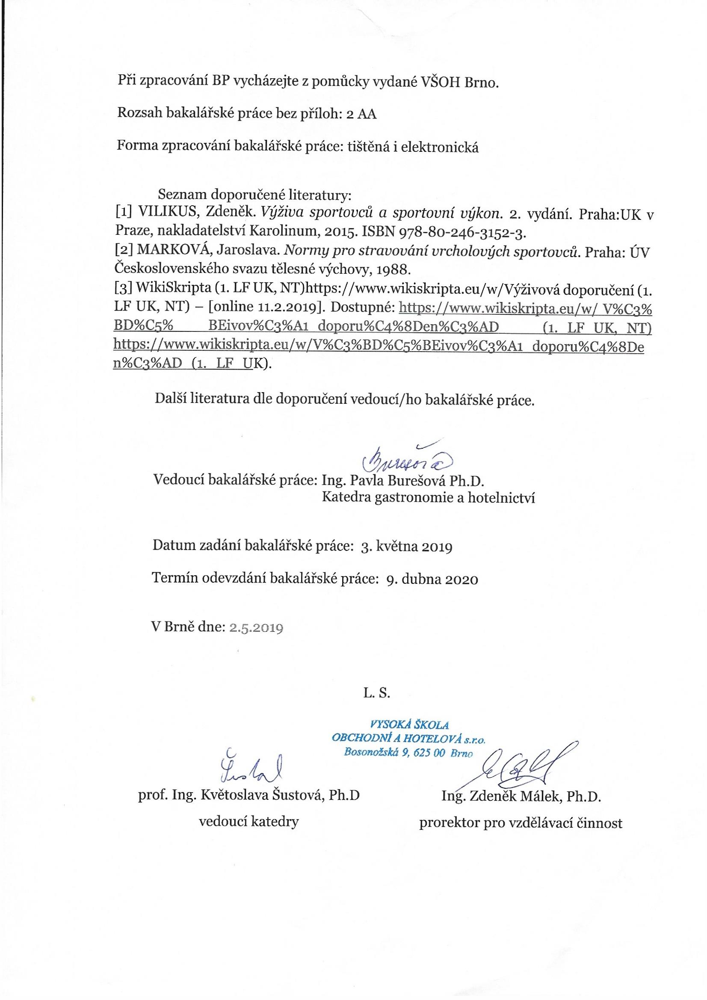 Při zpracování BP vycházejte z pomůcky vydané VŠOH Brno.
Rozsah bakalářské práce bez příloh: 2 AA
Forma zpracování bakalářské práce: tištěná i elektronická
Seznam doporučené literatury:
[1] VILIKUS, Zdeněk. Výživa sportovců a sportovní výkon. 2. vydání. Praha:UK v
Praze, nakladatelství Karolinum, 2015. ISBN 978-80-246-3152-3.
[2] MARKOVÁ, Jaroslava. Normy pro stravování vrcholových sportovců. Praha: ÚV
Československého svazu tělesné výchovy, 1988.
[3] WikiSkripta (1. LF UK, NT)https://www.wikiskripta.eu/w/Výživová doporučení (1.
LF UK, NT) – [online 11.2.2019]. Dostupné: https://www.wikiskripta.eu/w/ V%C3%
BD%C5% BEivov%C3%A1 doporu%C4%8Den%C3%AD (1. LF UK, NT)
https://www.wikiskripta.eu/w/V%C3%BD%C5%BEivov%C3%A1 doporu%C4%8De
n%C3%AD (1. LF UK).
Další literatura dle doporučení vedoucí/ho bakalářské práce.
Burešová
Vedoucí bakalářské práce: Ing. Pavla Burešová Ph.D.
Katedra gastronomie a hotelnictví
Datum zadání bakalářské práce: 3. května 2019
Termín odevzdání bakalářské práce: 9. dubna 2020
V Brně dne: 2.5.2019
L. S.
VYSOKÁ ŠKOLA
OBCHODNÍ A HOTELOVÁ s.r.o.
Bosonožská 9, 625 00 Brno
prof. Ing. Květoslava Šustová, Ph.D
Ing. Zdeněk Málek, Ph.D.
vedoucí katedry
prorektor pro vzdělávací činnost